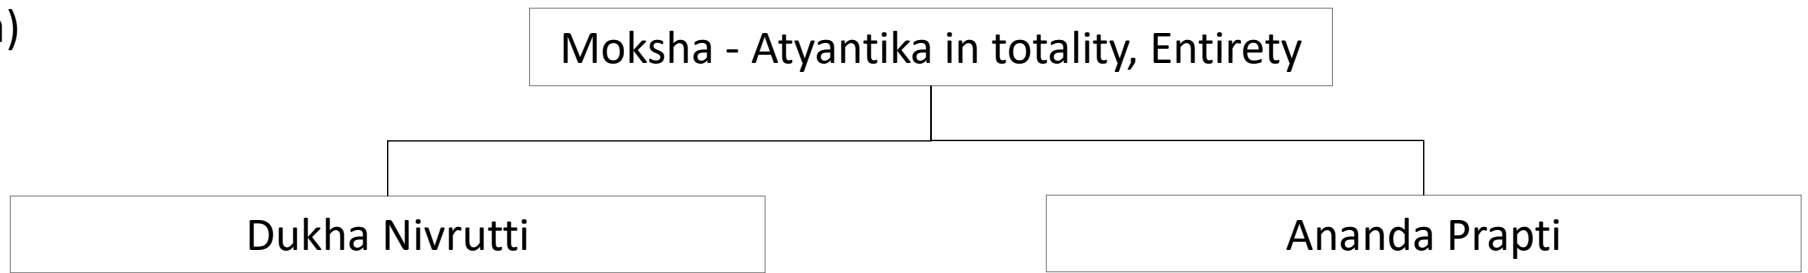 Moksha - Atyantika in totality, Entirety
Dukha Nivrutti
Ananda Prapti